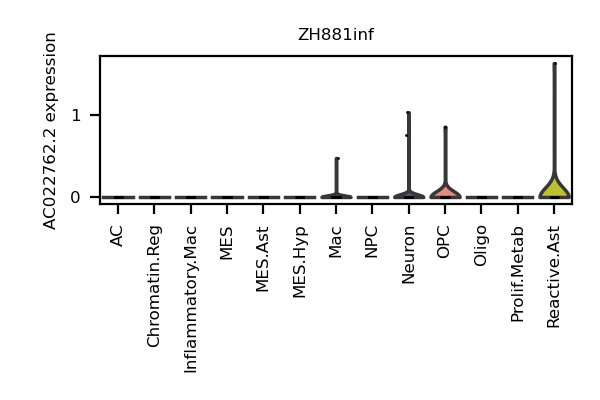 ZH881inf
AC022762.2 expression
1
0
AC
Chromatin.Reg
Inflammatory.Mac
MES
MES.Ast
MES.Hyp
Mac
NPC
Neuron
OPC
Oligo
Prolif.Metab
Reactive.Ast